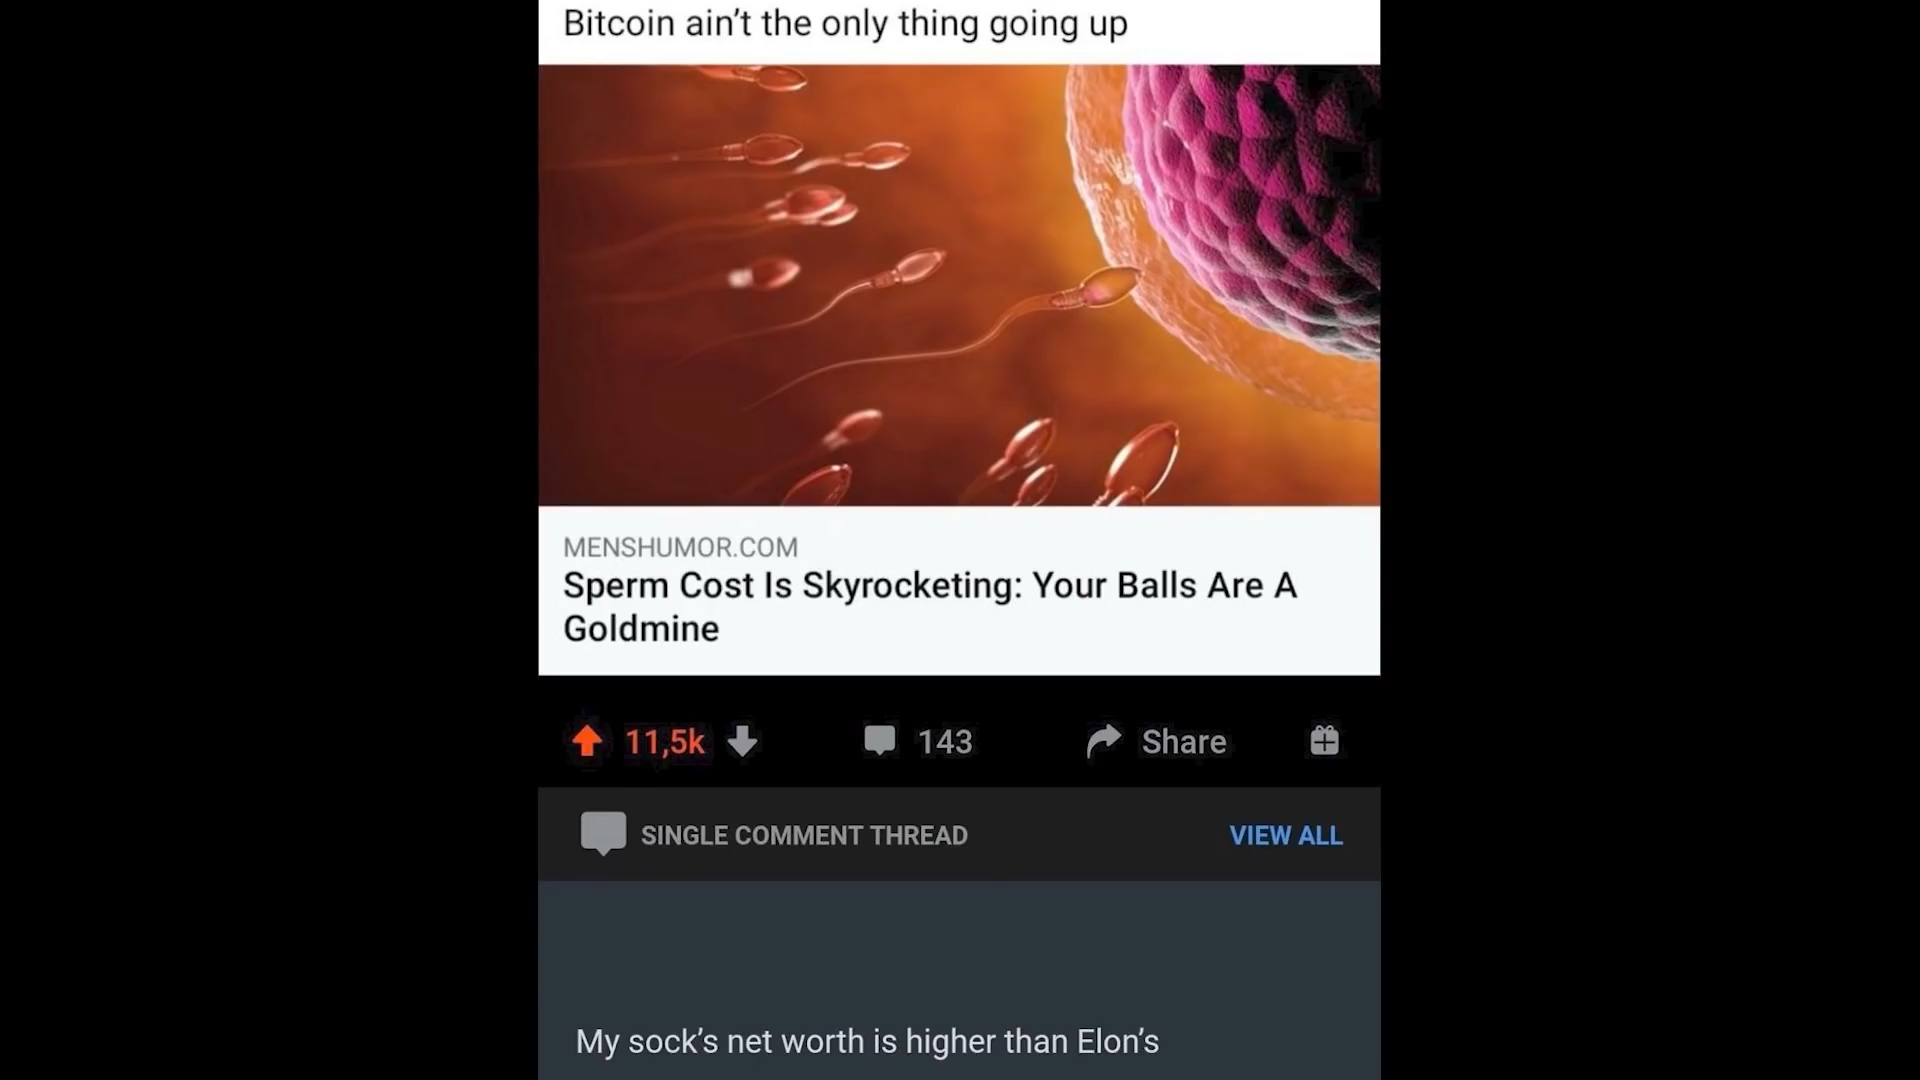 Bitcoin ain’t the only thing going up
MENSHUMOR.COM
Sperm Cost Is Skyrocketing: Your Balls Are A
Goldmine
11,5k
143
Share
SINGLE COMMENT THREAD
VIEW ALL
My sock’s net worth is higher than Elon’s